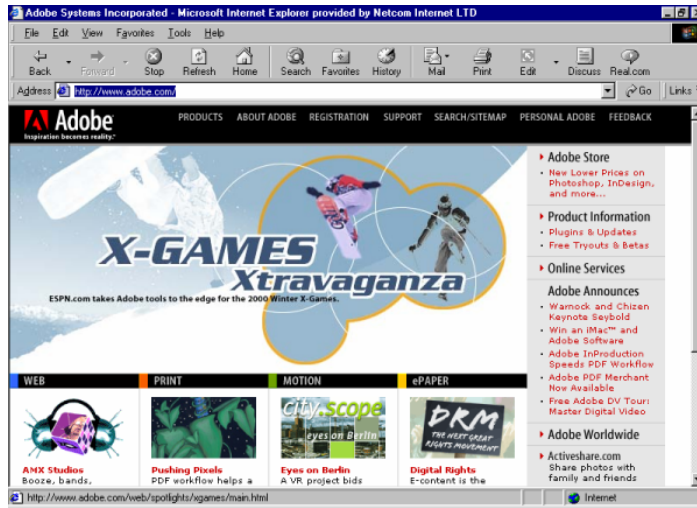 Adobe Systems Incorporated - Microsoft Internet Explorer provided by Netcom Internet LTD
File Edit View Favorites Tools Help
Back Forward Stop Refresh Home Search Favorites History Mail Print Edit Discuss Real.com
Address http://www.adobe.com/ Go Links
Adobe
Inspiration becomes reality.™
PRODUCTS ABOUT ADOBE REGISTRATION SUPPORT SEARCH/SITEMAP PERSONAL ADOBE FEEDBACK
X-GAMES
Xtravaganza
ESPN.com takes Adobe tools to the edge for the 2000 Winter X-Games.
Adobe Store
New Lower Prices on
Photoshop, InDesign,
and more...
Product Information
Plugins & Updates
Free Tryouts & Betas
Online Services
Adobe Announces
Warnock and Chizen
Keynote Seybold
Win an iMac™ and
Adobe Software
Adobe InProduction
Speeds PDF Workflow
Adobe PDF Merchant
Now Available
Free Adobe DV Tour:
Master Digital Video
Adobe Worldwide
Activeshare.com
Share photos with
family and friends
WEB
AMX Studios
Booze, bands,
PRINT
Pushing Pixels
PDF workflow helps a
MOTION
city.scope
eyes on Berlin
Eyes on Berlin
A VR project bids
ePAPER
DRM
THE NEXT GREAT
RIGHTS MOVEMENT
Digital Rights
E-content is the
http://www.adobe.com/web/spotlights/xgames/main.html
Internet